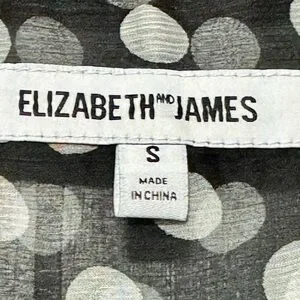 ELIZABETH AND JAMES
S
MADE
IN CHINA